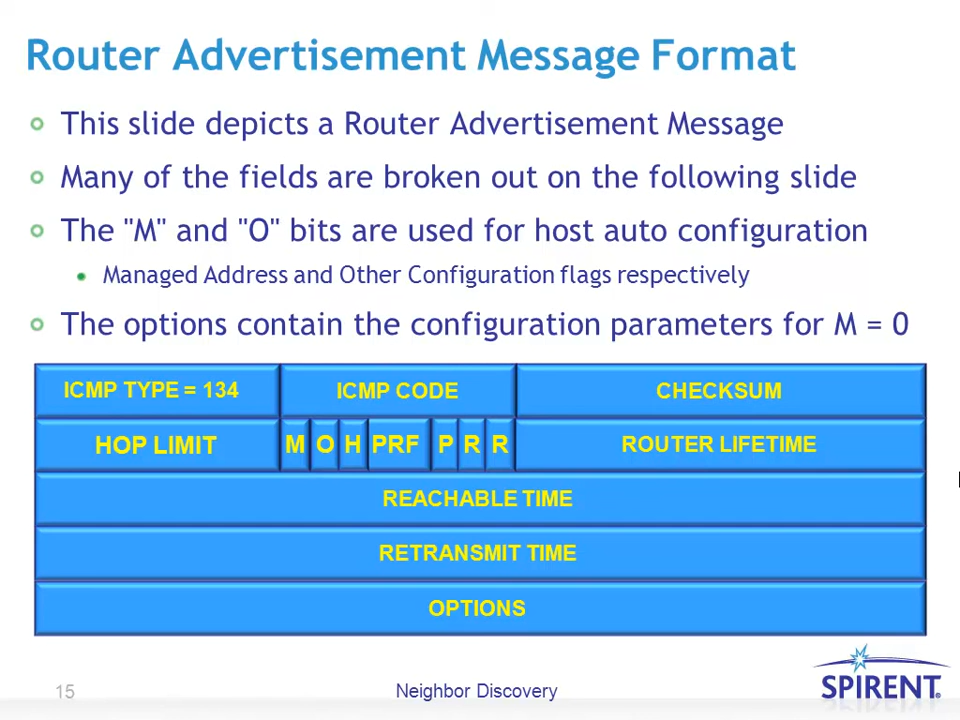 Router Advertisement Message Format
This slide depicts a Router Advertisement Message
Many of the fields are broken out on the following slide
The "M" and "O" bits are used for host auto configuration
Managed Address and Other Configuration flags respectively
The options contain the configuration parameters for M = 0
ICMP TYPE = 134 ICMP CODE CHECKSUM
HOP LIMIT M O H PRF P R R ROUTER LIFETIME
REACHABLE TIME
RETRANSMIT TIME
OPTIONS
15 Neighbor Discovery SPIRENT®